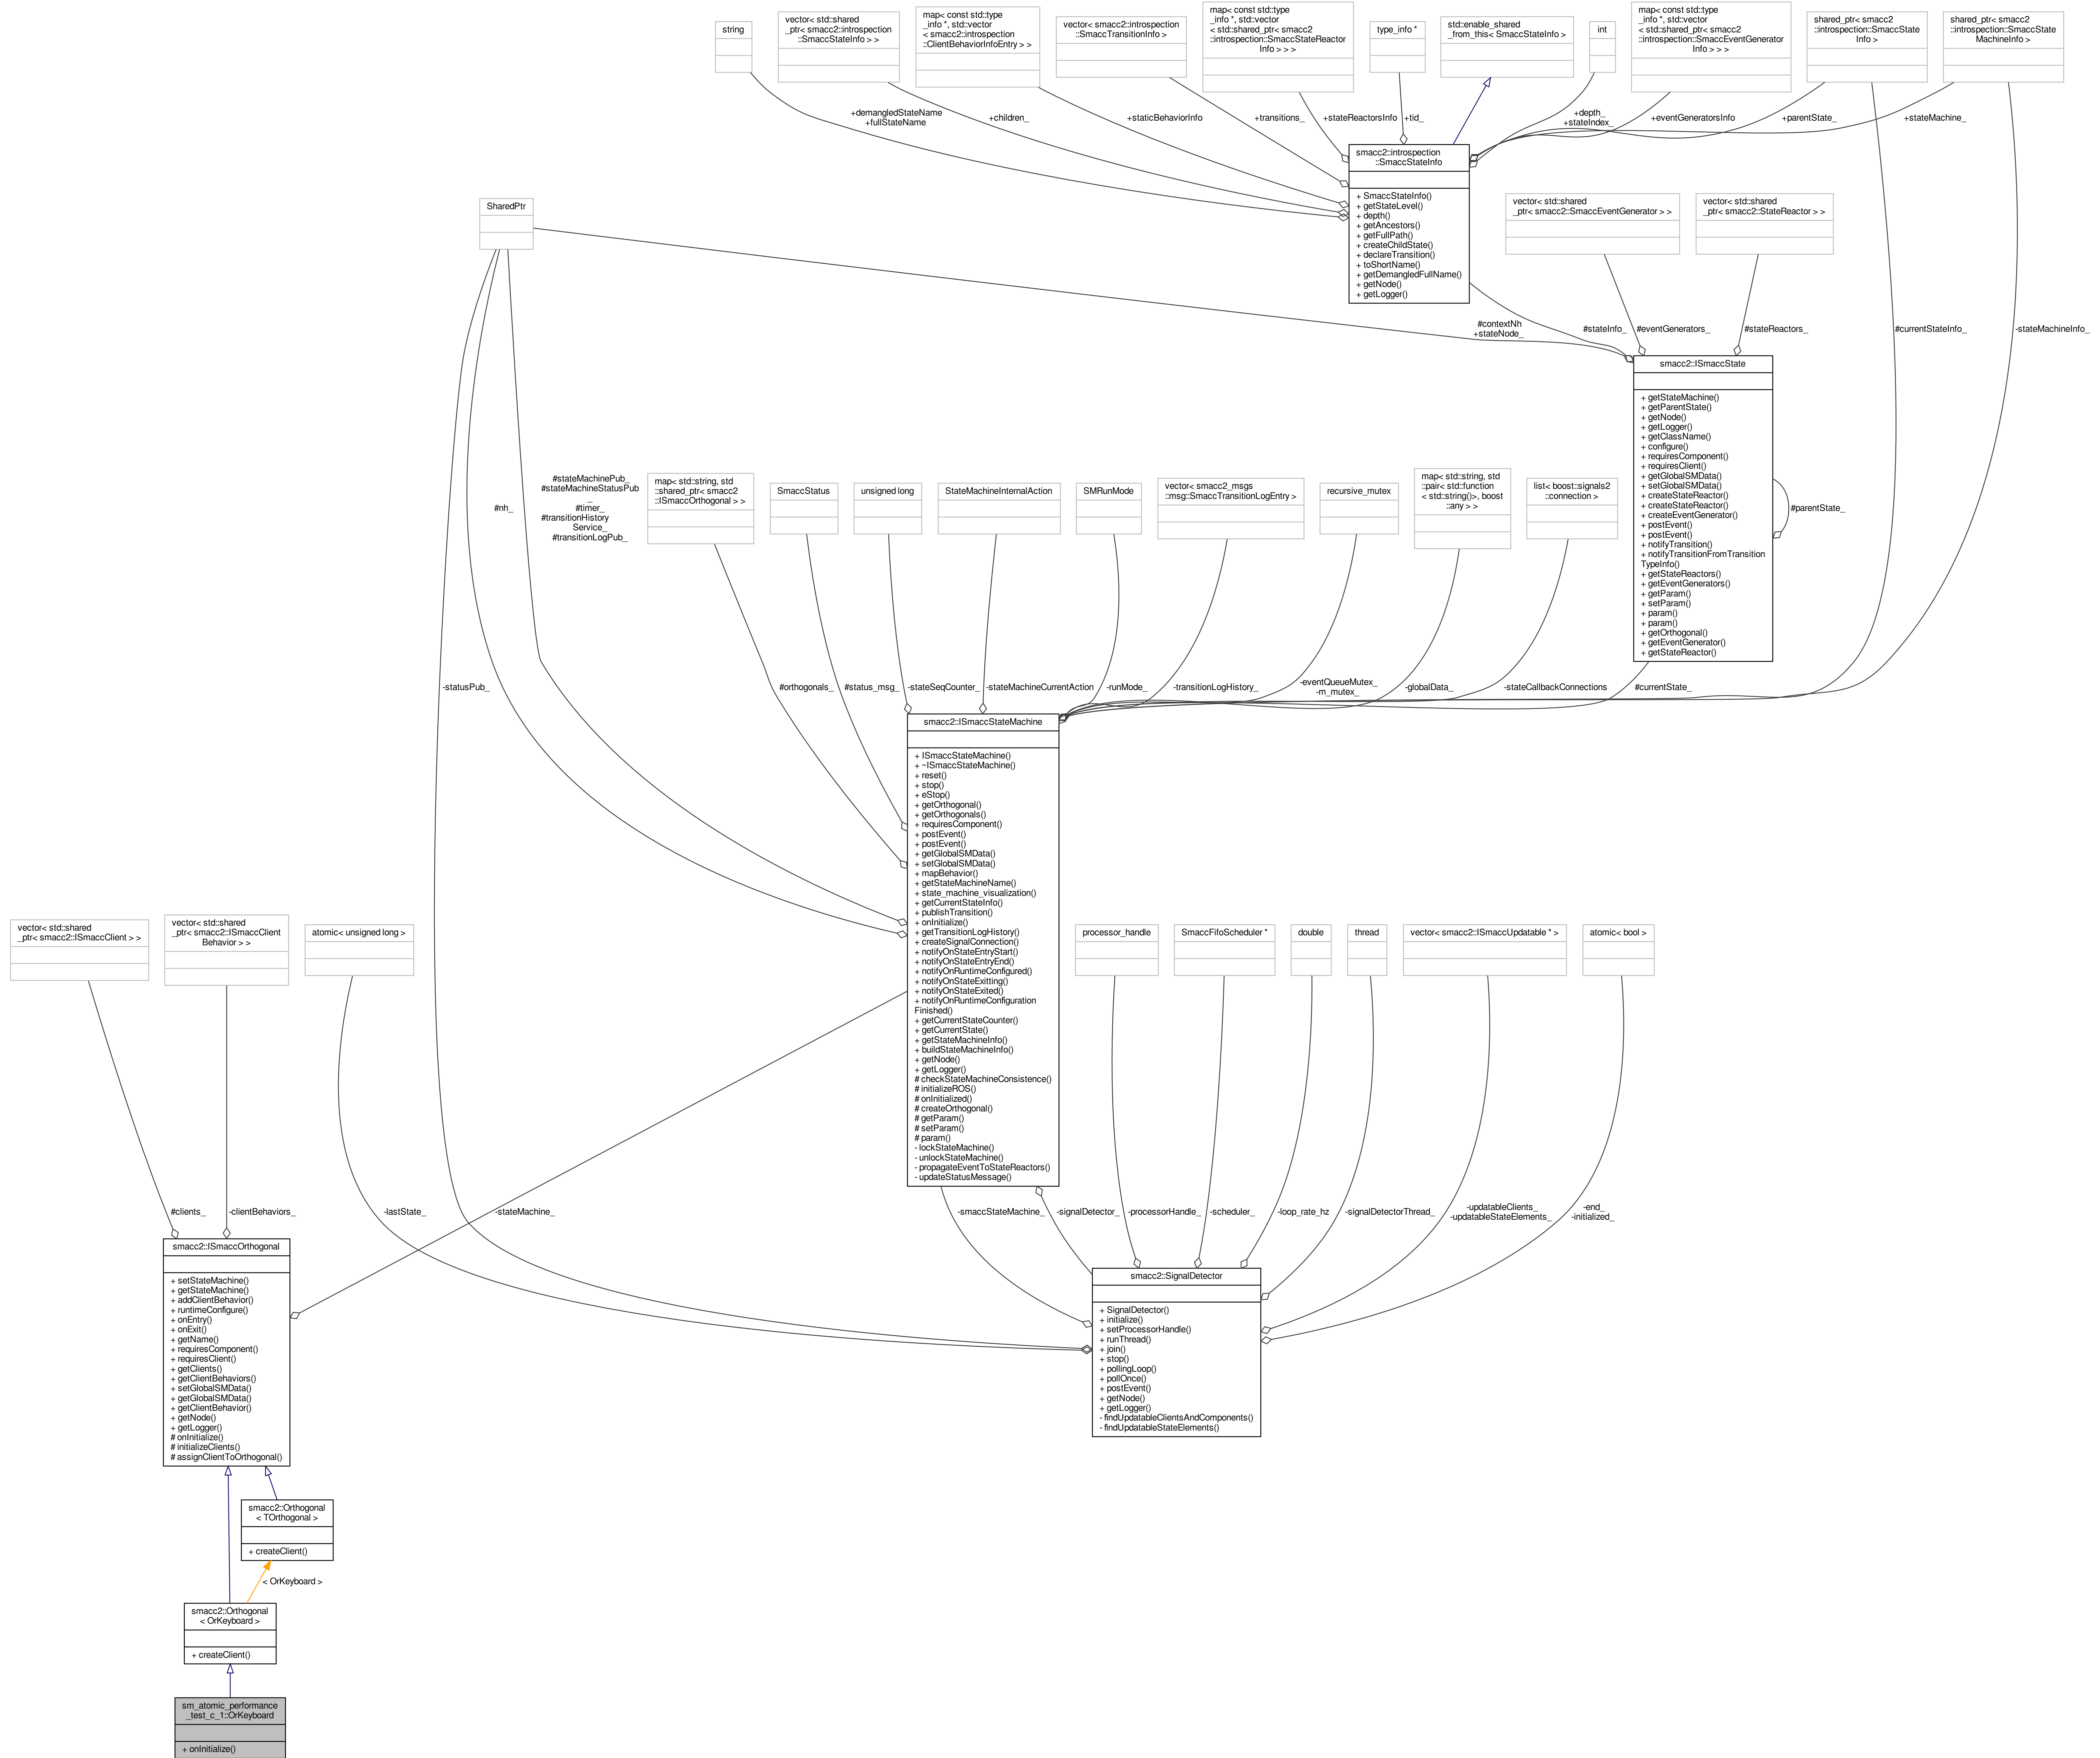 string
vector< std::shared
_ptr< smacc2::introspection
::SmaccStateInfo > >
map< const std::type
_info *, std::vector
< smacc2::introspection
::ClientBehaviorInfoEntry > >
vector< smacc2::introspection
::SmaccTransitionInfo >
map< const std::type
_info *, std::vector
< std::shared_ptr< smacc2
::introspection::SmaccStateReactor
Info > > >
type_info *
std::enable_shared
_from_this< SmaccStateInfo >
int
map< const std::type
_info *, std::vector
< std::shared_ptr< smacc2
::introspection::SmaccEventGenerator
Info > > >
shared_ptr< smacc2
::introspection::SmaccState
Info >
shared_ptr< smacc2
::introspection::SmaccState
MachineInfo >
+demangledStateName
+fullStateName
+children_
+staticBehaviorInfo
+transitions_
+stateReactorsInfo
+tid_
+depth_
+stateIndex_
+eventGeneratorsInfo
+parentState_
+stateMachine_
smacc2::introspection
::SmaccStateInfo
+ SmaccStateInfo()
+ getStateLevel()
+ depth()
+ getAncestors()
+ getFullPath()
+ createChildState()
+ declareTransition()
+ toShortName()
+ getDemangledFullName()
+ getNode()
+ getLogger()
SharedPtr
vector< std::shared
_ptr< smacc2::SmaccEventGenerator > >
vector< std::shared
_ptr< smacc2::StateReactor > >
#contextNh
+stateNode_
#stateInfo_
#eventGenerators_
#stateReactors_
#currentStateInfo_
-stateMachineInfo_
smacc2::ISmaccState
+ getStateMachine()
+ getParentState()
+ getNode()
+ getLogger()
+ getClassName()
+ configure()
+ requiresComponent()
+ requiresClient()
+ getGlobalSMData()
+ setGlobalSMData()
+ createStateReactor()
+ createStateReactor()
+ createEventGenerator()
+ postEvent()
+ postEvent()
+ notifyTransition()
+ notifyTransitionFromTransition
TypeInfo()
+ getStateReactors()
+ getEventGenerators()
+ getParam()
+ setParam()
+ param()
+ param()
+ getOrthogonal()
+ getEventGenerator()
+ getStateReactor()
#parentState_
#nh_
#stateMachinePub_
#stateMachineStatusPub
_
#timer_
#transitionHistory
Service_
#transitionLogPub_
map< std::string, std
::shared_ptr< smacc2
::ISmaccOrthogonal > >
SmaccStatus
unsigned long
StateMachineInternalAction
SMRunMode
vector< smacc2_msgs
::msg::SmaccTransitionLogEntry >
recursive_mutex
map< std::string, std
::pair< std::function
< std::string()>, boost
::any > >
list< boost::signals2
::connection >
-statusPub_
#orthogonals_
#status_msg_
-stateSeqCounter_
-stateMachineCurrentAction
-runMode_
-transitionLogHistory_
-eventQueueMutex_
-m_mutex_
-globalData_
-stateCallbackConnections
#currentState_
smacc2::ISmaccStateMachine
+ ISmaccStateMachine()
+ ~ISmaccStateMachine()
+ reset()
+ stop()
+ eStop()
+ getOrthogonal()
+ getOrthogonals()
+ requiresComponent()
+ postEvent()
+ postEvent()
+ getGlobalSMData()
+ setGlobalSMData()
+ mapBehavior()
+ getStateMachineName()
+ state_machine_visualization()
+ getCurrentStateInfo()
+ publishTransition()
+ onInitialize()
+ getTransitionLogHistory()
+ createSignalConnection()
+ notifyOnStateEntryStart()
+ notifyOnStateEntryEnd()
+ notifyOnRuntimeConfigured()
+ notifyOnStateExitting()
+ notifyOnStateExited()
+ notifyOnRuntimeConfiguration
Finished()
+ getCurrentStateCounter()
+ getCurrentState()
+ getStateMachineInfo()
+ buildStateMachineInfo()
+ getNode()
+ getLogger()
# checkStateMachineConsistence()
# initializeROS()
# onInitialized()
# createOrthogonal()
# getParam()
# setParam()
# param()
- lockStateMachine()
- unlockStateMachine()
- propagateEventToStateReactors()
- updateStatusMessage()
vector< std::shared
_ptr< smacc2::ISmaccClient > >
vector< std::shared
_ptr< smacc2::ISmaccClient
Behavior > >
atomic< unsigned long >
processor_handle
SmaccFifoScheduler *
double
thread
vector< smacc2::ISmaccUpdatable * >
atomic< bool >
#clients_
-clientBehaviors_
-lastState_
-stateMachine_
-smaccStateMachine_
-signalDetector_
-processorHandle_
-scheduler_
-loop_rate_hz
-signalDetectorThread_
-updatableClients_
-updatableStateElements_
-end_
-initialized_
smacc2::ISmaccOrthogonal
+ setStateMachine()
+ getStateMachine()
+ addClientBehavior()
+ runtimeConfigure()
+ onEntry()
+ onExit()
+ getName()
+ requiresComponent()
+ requiresClient()
+ getClients()
+ getClientBehaviors()
+ setGlobalSMData()
+ getGlobalSMData()
+ getClientBehavior()
+ getNode()
+ getLogger()
# onInitialize()
# initializeClients()
# assignClientToOrthogonal()
smacc2::SignalDetector
+ SignalDetector()
+ initialize()
+ setProcessorHandle()
+ runThread()
+ join()
+ stop()
+ pollingLoop()
+ pollOnce()
+ postEvent()
+ getNode()
+ getLogger()
- findUpdatableClientsAndComponents()
- findUpdatableStateElements()
smacc2::Orthogonal
< TOrthogonal >
+ createClient()
< OrKeyboard >
smacc2::Orthogonal
< OrKeyboard >
+ createClient()
sm_atomic_performance
_test_c_1::OrKeyboard
+ onInitialize()